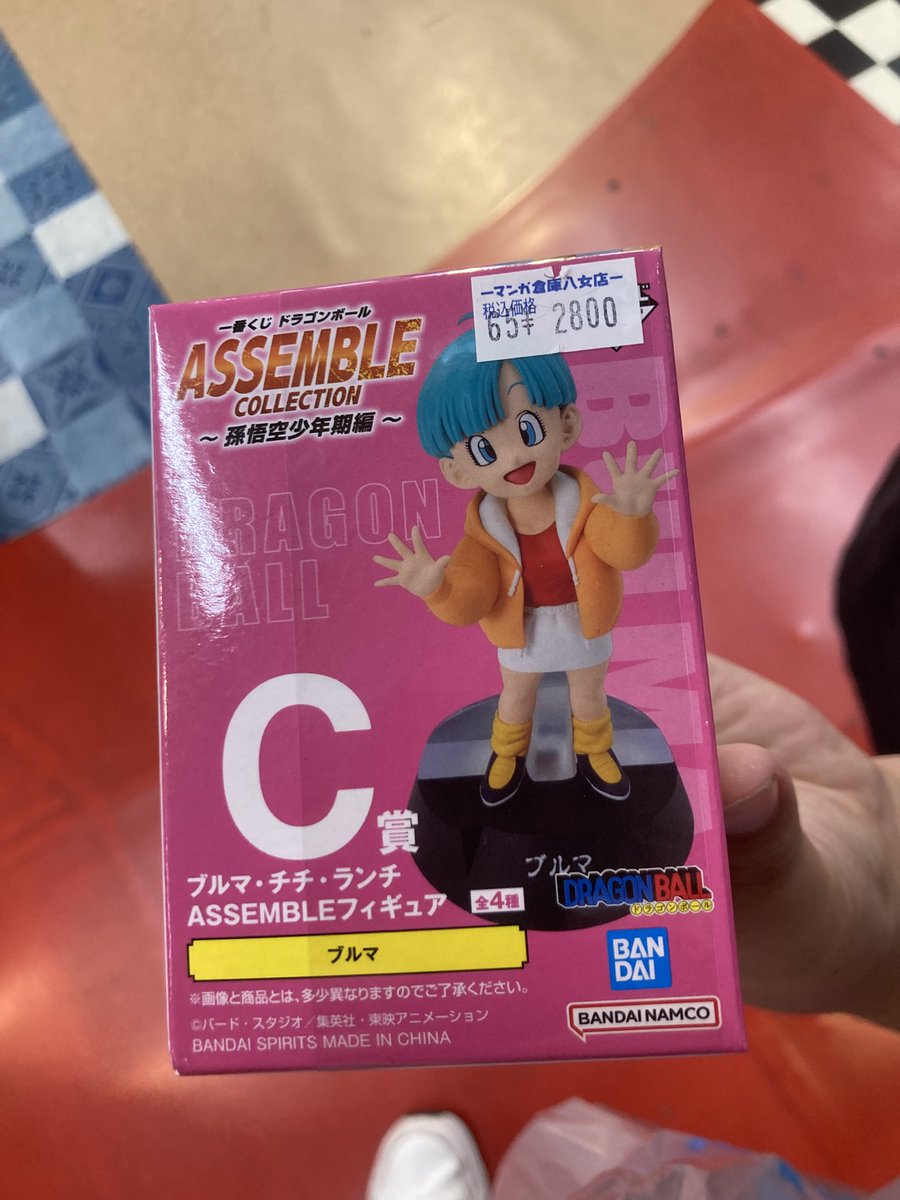 ーマンガ倉庫八女店ー
税込価格
65¥ 2800
一番くじ ドラゴンボール
ASSEMBLE
COLLECTION
～ 孫悟空少年期編 ～
DRAGON
BALL
C賞
ブルマ・チチ・ランチ
ASSEMBLEフィギュア 全4種
ブルマ
ブルマ
DRAGON BALL
ドラゴンボール
※画像と商品とは、多少異なりますのでご了承ください。
©バード・スタジオ／集英社・東映アニメーション
BANDAI SPIRITS MADE IN CHINA
BAN
DAI
BANDAI NAMCO